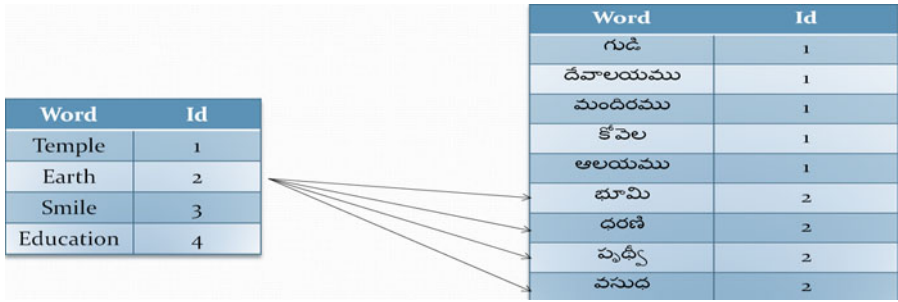 Word Id
Temple 1
Earth 2
Smile 3
Education 4
Word Id
గుడి 1
దేవాలయము 1
మందిరము 1
కోవెల 1
ఆలయము 1
భూమి 2
ధరణి 2
పృథ్వీ 2
వసుధ 2